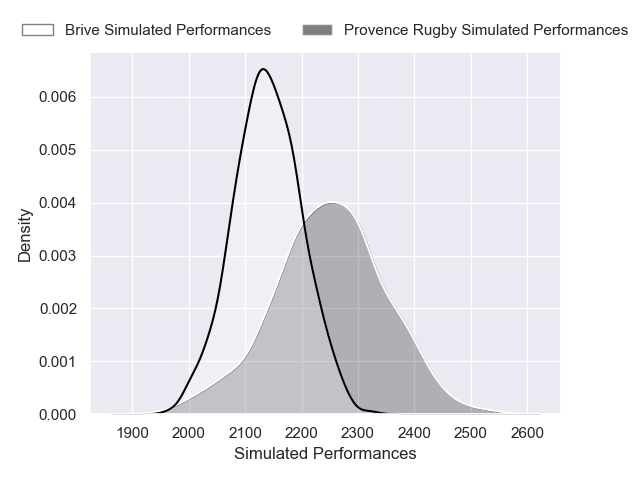 Brive Simulated Performances
Provence Rugby Simulated Performances
0.006
0.005
0.004
0.003
0.002
0.001
0.000
Density
1900 2000 2100 2200 2300 2400 2500 2600
Simulated Performances